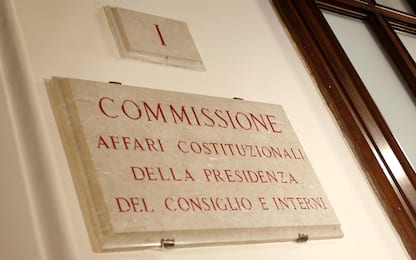 I
COMMISSIONE
AFFARI COSTITUZIONALI
DELLA PRESIDENZA
DEL CONSIGLIO E INTERNI